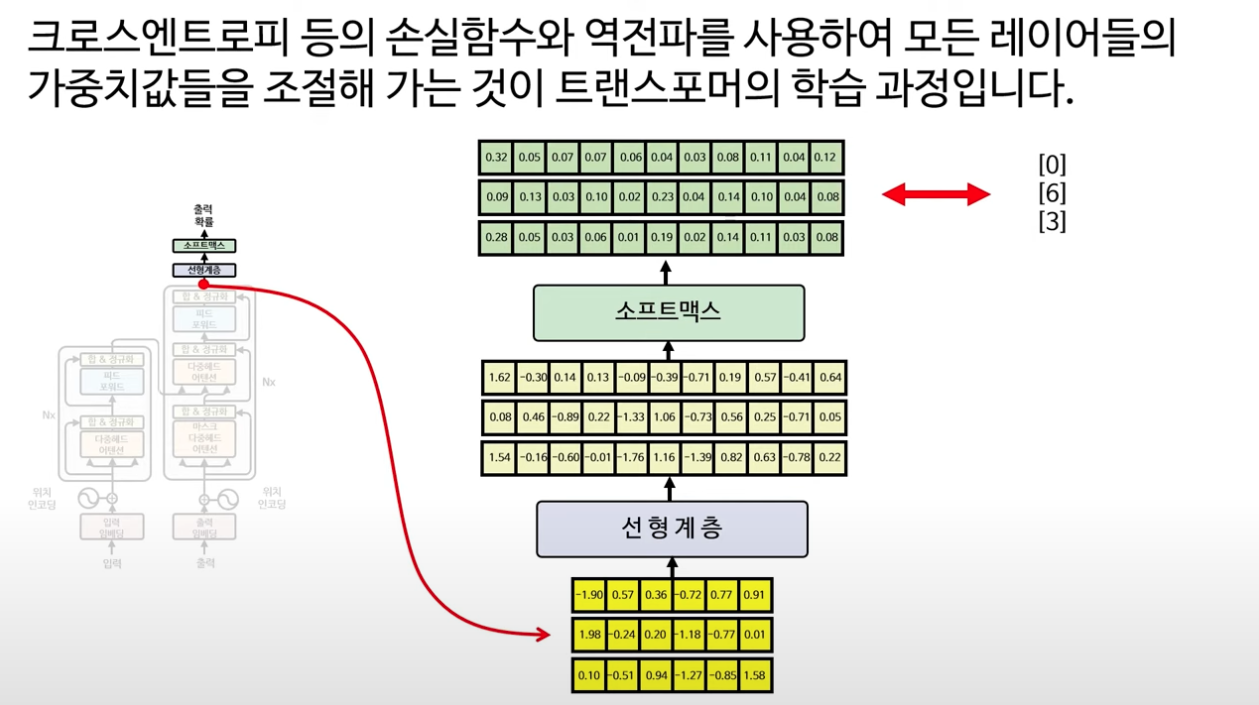 크로스엔트로피 등의 손실함수와 역전파를 사용하여 모든 레이어들의
가중치값들을 조절해 가는 것이 트랜스포머의 학습 과정입니다.
0.32 0.05 0.07 0.07 0.06 0.04 0.03 0.08 0.11 0.04 0.12
0.09 0.13 0.03 0.10 0.02 0.23 0.04 0.14 0.10 0.04 0.08
0.28 0.05 0.03 0.06 0.01 0.19 0.02 0.14 0.11 0.03 0.08
[0]
[6]
[3]
소프트맥스
1.62 −0.30 0.14 0.13 −0.09 −0.39 −0.71 0.19 0.57 −0.41 0.64
0.08 0.46 −0.89 0.22 −1.33 1.06 −0.73 0.56 0.25 −0.71 0.05
1.54 −0.16 −0.60 −0.01 −1.76 1.16 −1.39 0.82 0.63 −0.78 0.22
선형계층
−1.90 0.57 0.36 −0.72 0.77 0.91
1.98 −0.24 0.20 −1.18 −0.77 0.01
0.10 −0.51 0.94 −1.27 −0.85 1.58
출력
확률
소프트맥스
선형계층
합 & 정규화
피드
포워드
합 & 정규화
다중헤드
어텐션
합 & 정규화
마스크
다중헤드
어텐션
Nx
합 & 정규화
피드
포워드
Nx
합 & 정규화
다중헤드
어텐션
위치
인코딩
위치
인코딩
입력
임베딩
출력
임베딩
입력
출력